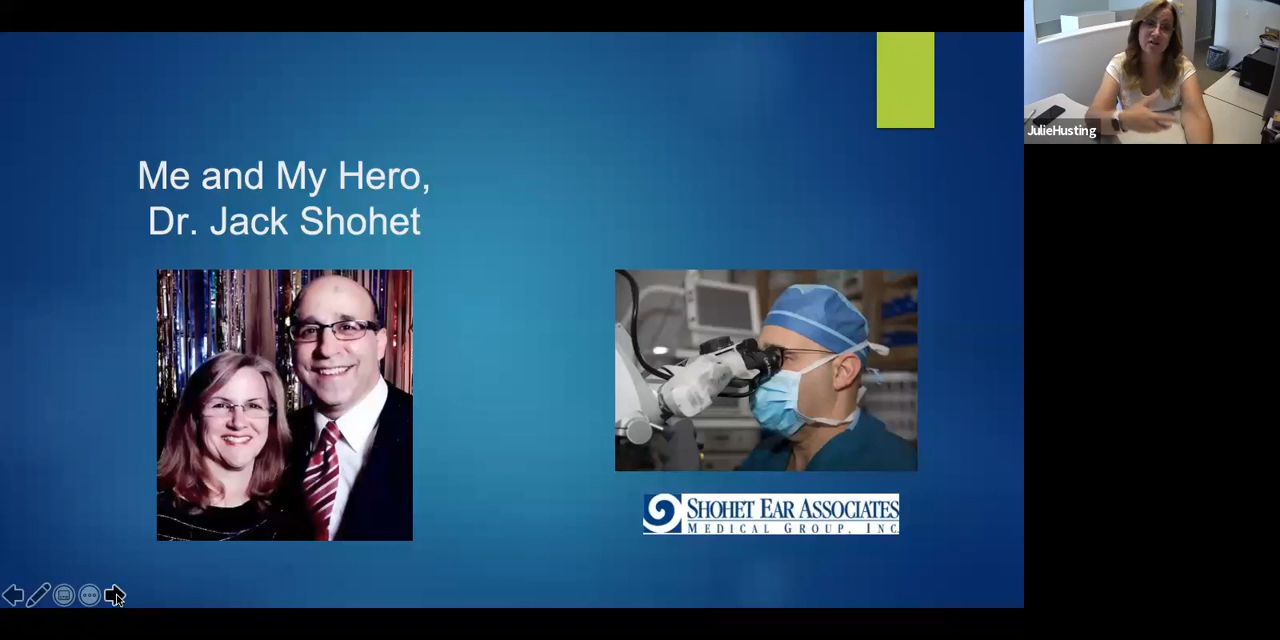 Me and My Hero,
Dr. Jack Shohet
SHOHET EAR ASSOCIATES
MEDICAL GROUP, INC
JulieHusting